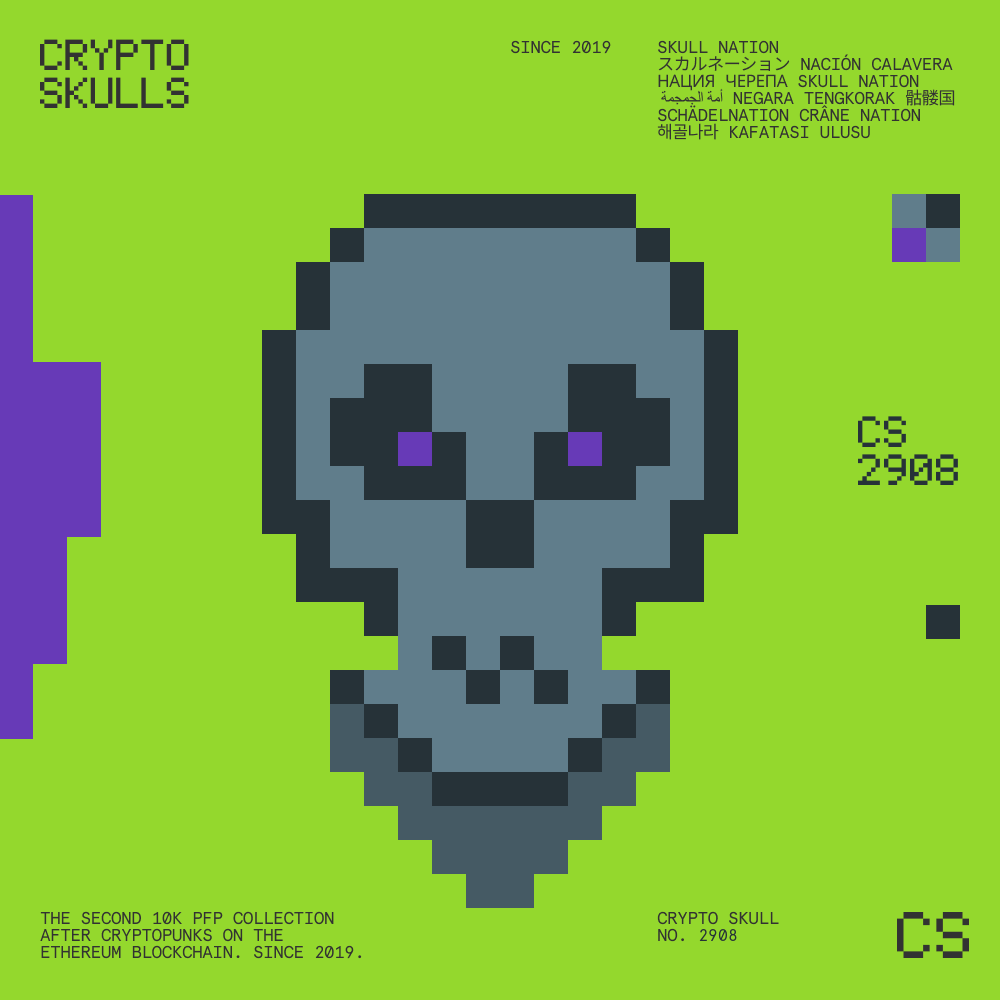 CRYPTO
SKULLS
SINCE 2019
SKULL NATION
スカルネーション NACIÓN CALAVERA
НАЦИЯ ЧЕРЕПА SKULL NATION
أمة الجمجمة NEGARA TENGKORAK 骷髅国
SCHÄDELNATION CRÂNE NATION
해골나라 KAFATASI ULUSU
CS
2908
THE SECOND 10K PFP COLLECTION
AFTER CRYPTOPUNKS ON THE
ETHEREUM BLOCKCHAIN. SINCE 2019.
CRYPTO SKULL
NO. 2908
CS